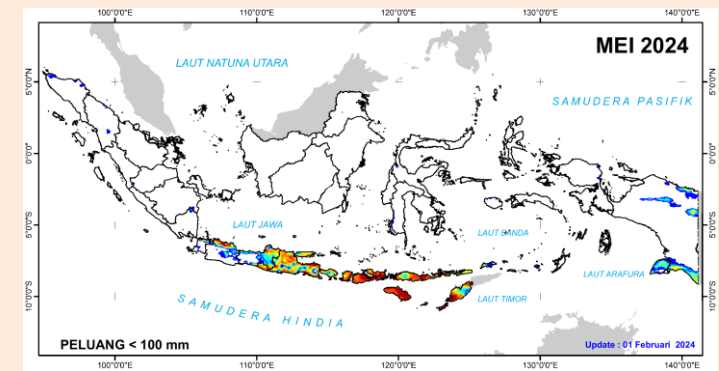 100°0'0"E 110°0'0"E 120°0'0"E 130°0'0"E 140°0'0"E
MEI 2024
LAUT NATUNA UTARA
5°0'0"N 5°0'0"N
SAMUDERA PASIFIK
0°0'0" 0°0'0"
5°0'0"S 5°0'0"S
LAUT JAWA
LAUT BANDA
LAUT ARAFURA
LAUT TIMOR
10°0'0"S 10°0'0"S
SAMUDERA HINDIA
PELUANG < 100 mm
Update : 01 Februari 2024
100°0'0"E 110°0'0"E 120°0'0"E 130°0'0"E 140°0'0"E